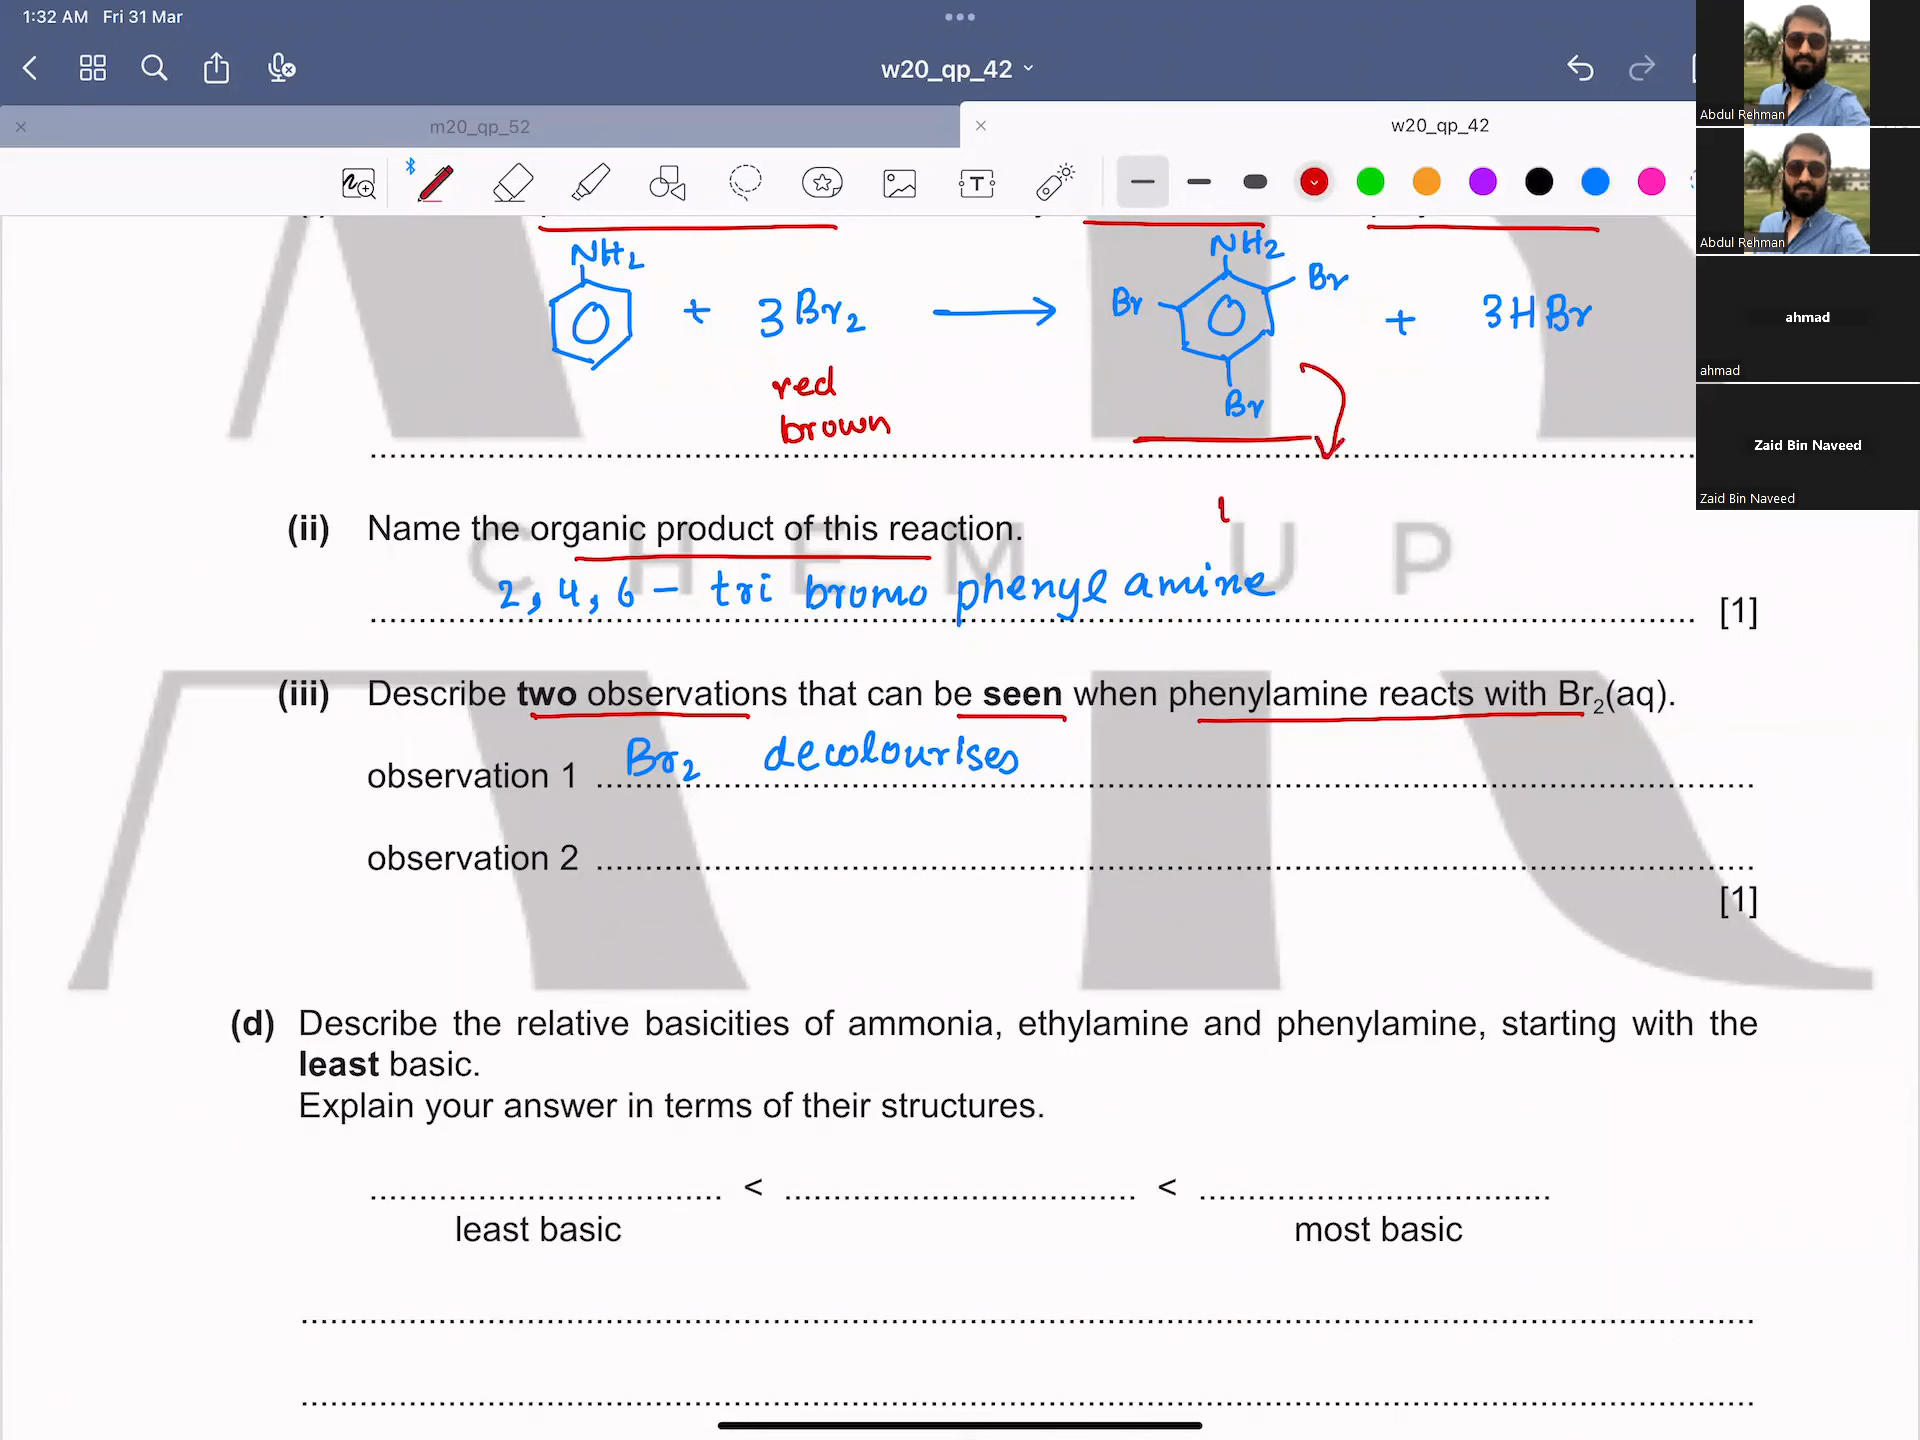 1:32 AM Fri 31 Mar
w20_qp_42
m20_qp_52
w20_qp_42
Abdul Rehman
Abdul Rehman
ahmad
ahmad
Zaid Bin Naveed
Zaid Bin Naveed
NH2 + 3Br2 → NH2 Br Br Br + 3HBr
red
brown
(ii) Name the organic product of this reaction.
CHEM UP
2, 4, 6 - tri bromo phenyl amine
[1]
(iii) Describe two observations that can be seen when phenylamine reacts with Br2(aq).
observation 1 Br2 decolourises
observation 2
[1]
(d) Describe the relative basicities of ammonia, ethylamine and phenylamine, starting with the
least basic.
Explain your answer in terms of their structures.
< <
least basic most basic